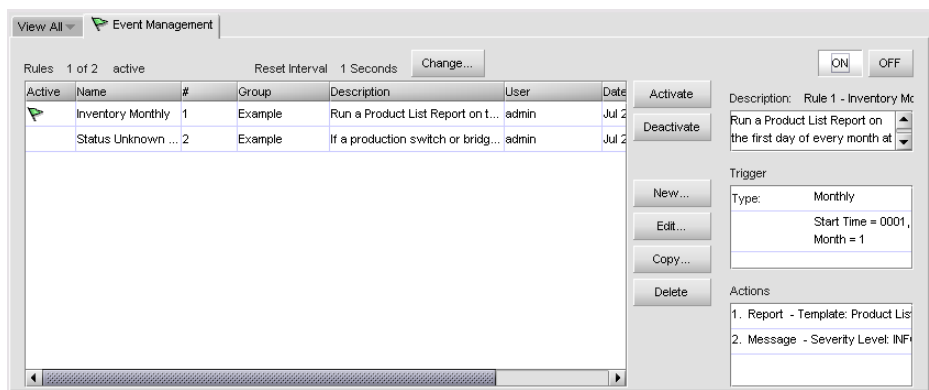 View All Event Management
Rules 1 of 2 active Reset Interval 1 Seconds Change... ON OFF
Active Name # Group Description User Date
Inventory Monthly 1 Example Run a Product List Report on t... admin Jul 2
Status Unknown ... 2 Example If a production switch or bridg... admin Jul 2
Activate
Deactivate
New...
Edit...
Copy...
Delete
Description: Rule 1 - Inventory Mo
Run a Product List Report on
the first day of every month at
Trigger
Type: Monthly
Start Time = 0001,
Month = 1
Actions
1. Report - Template: Product Lis
2. Message - Severity Level: INF